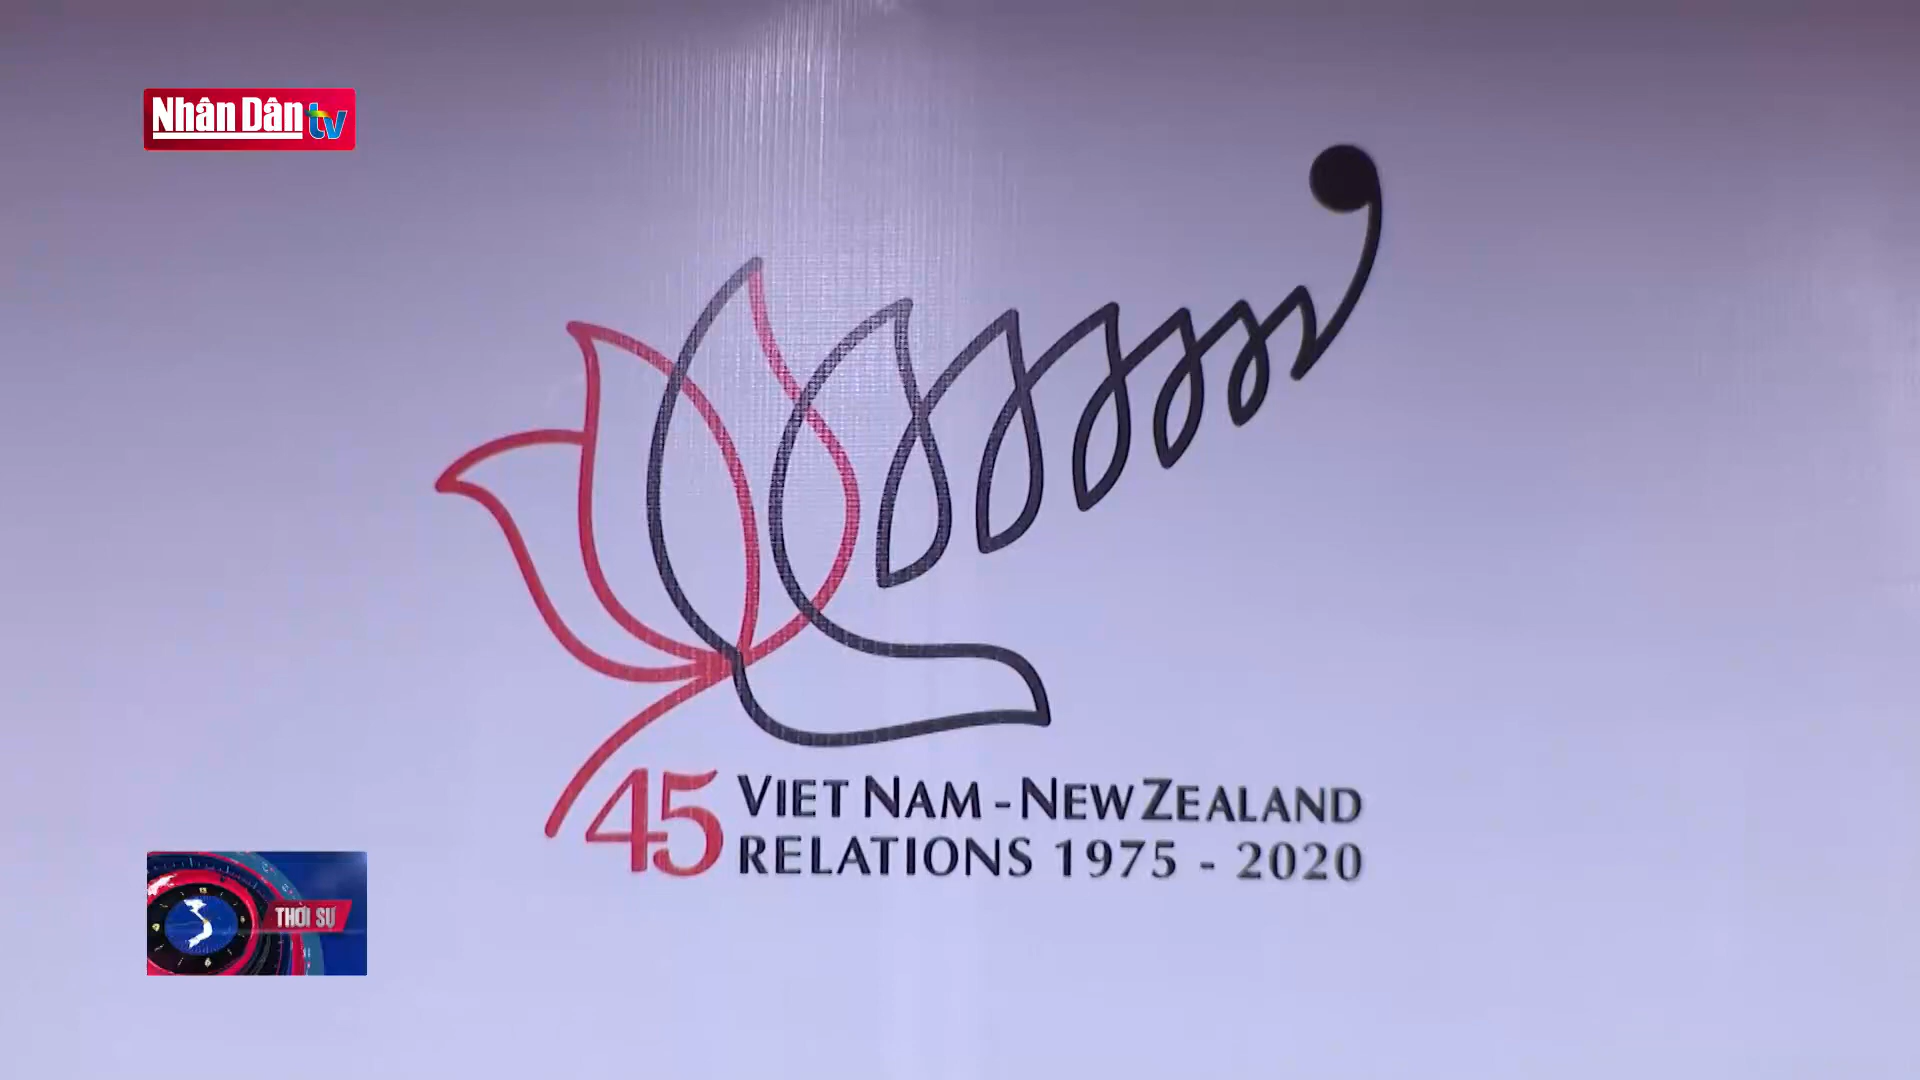 Nhân Dân tv
45 VIET NAM - NEW ZEALAND
RELATIONS 1975 - 2020
THỜI SỰ